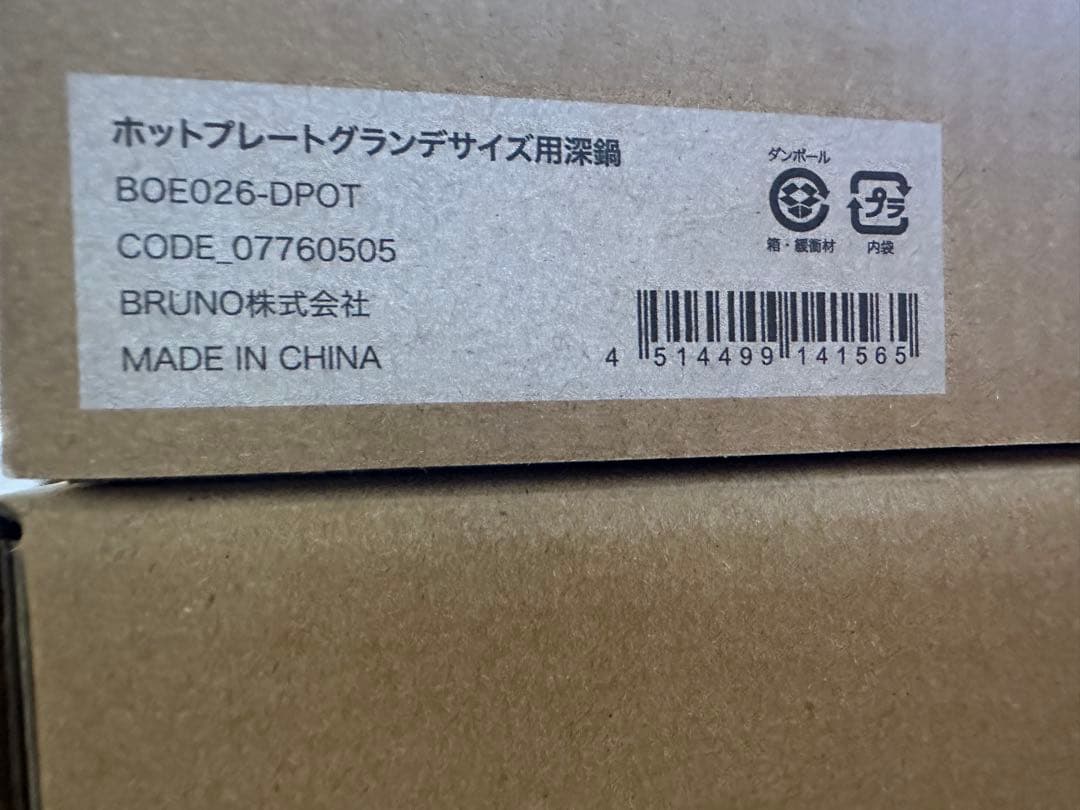 ホットプレートグランデサイズ用深鍋
BOE026-DPOT
CODE_07760505
BRUNO株式会社
MADE IN CHINA
ダンボール
プラ
箱・緩衝材
内袋
4 514499 141565